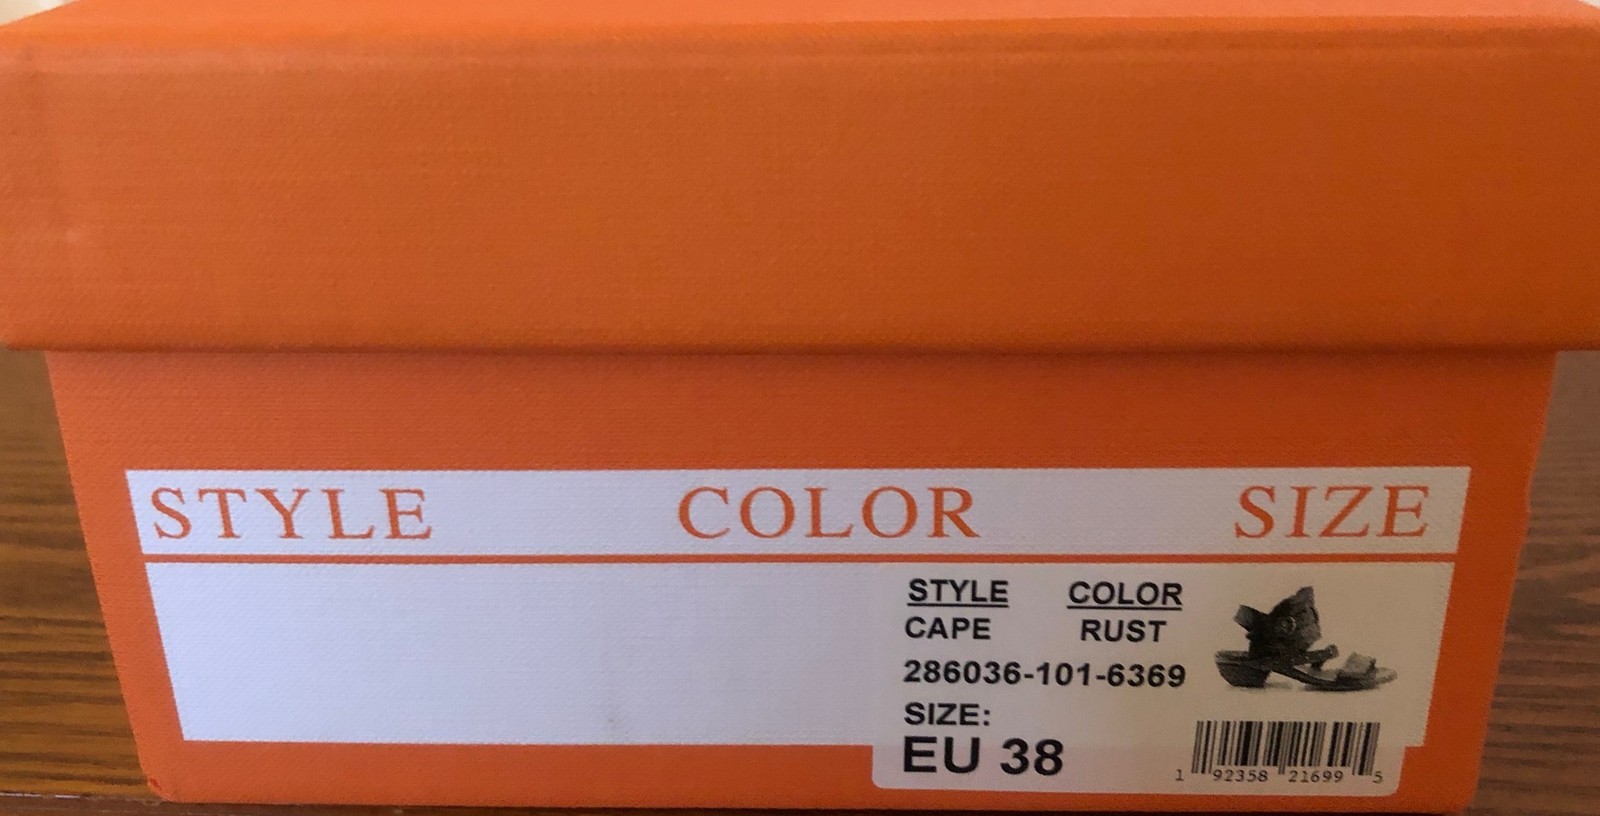 STYLE COLOR SIZE
STYLE COLOR
CAPE RUST
286036-101-6369
SIZE:
EU 38
1 92358 21699 5